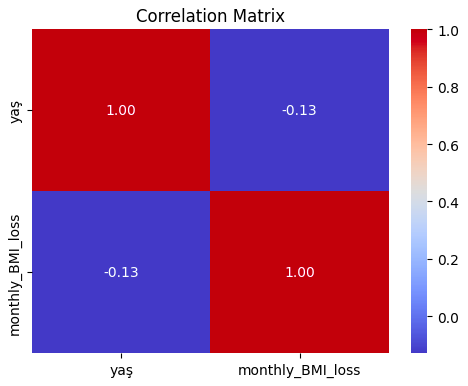 Correlation Matrix
yaş
monthly_BMI_loss
1.00
-0.13
-0.13
1.00
yaş
monthly_BMI_loss
1.0
0.8
0.6
0.4
0.2
0.0